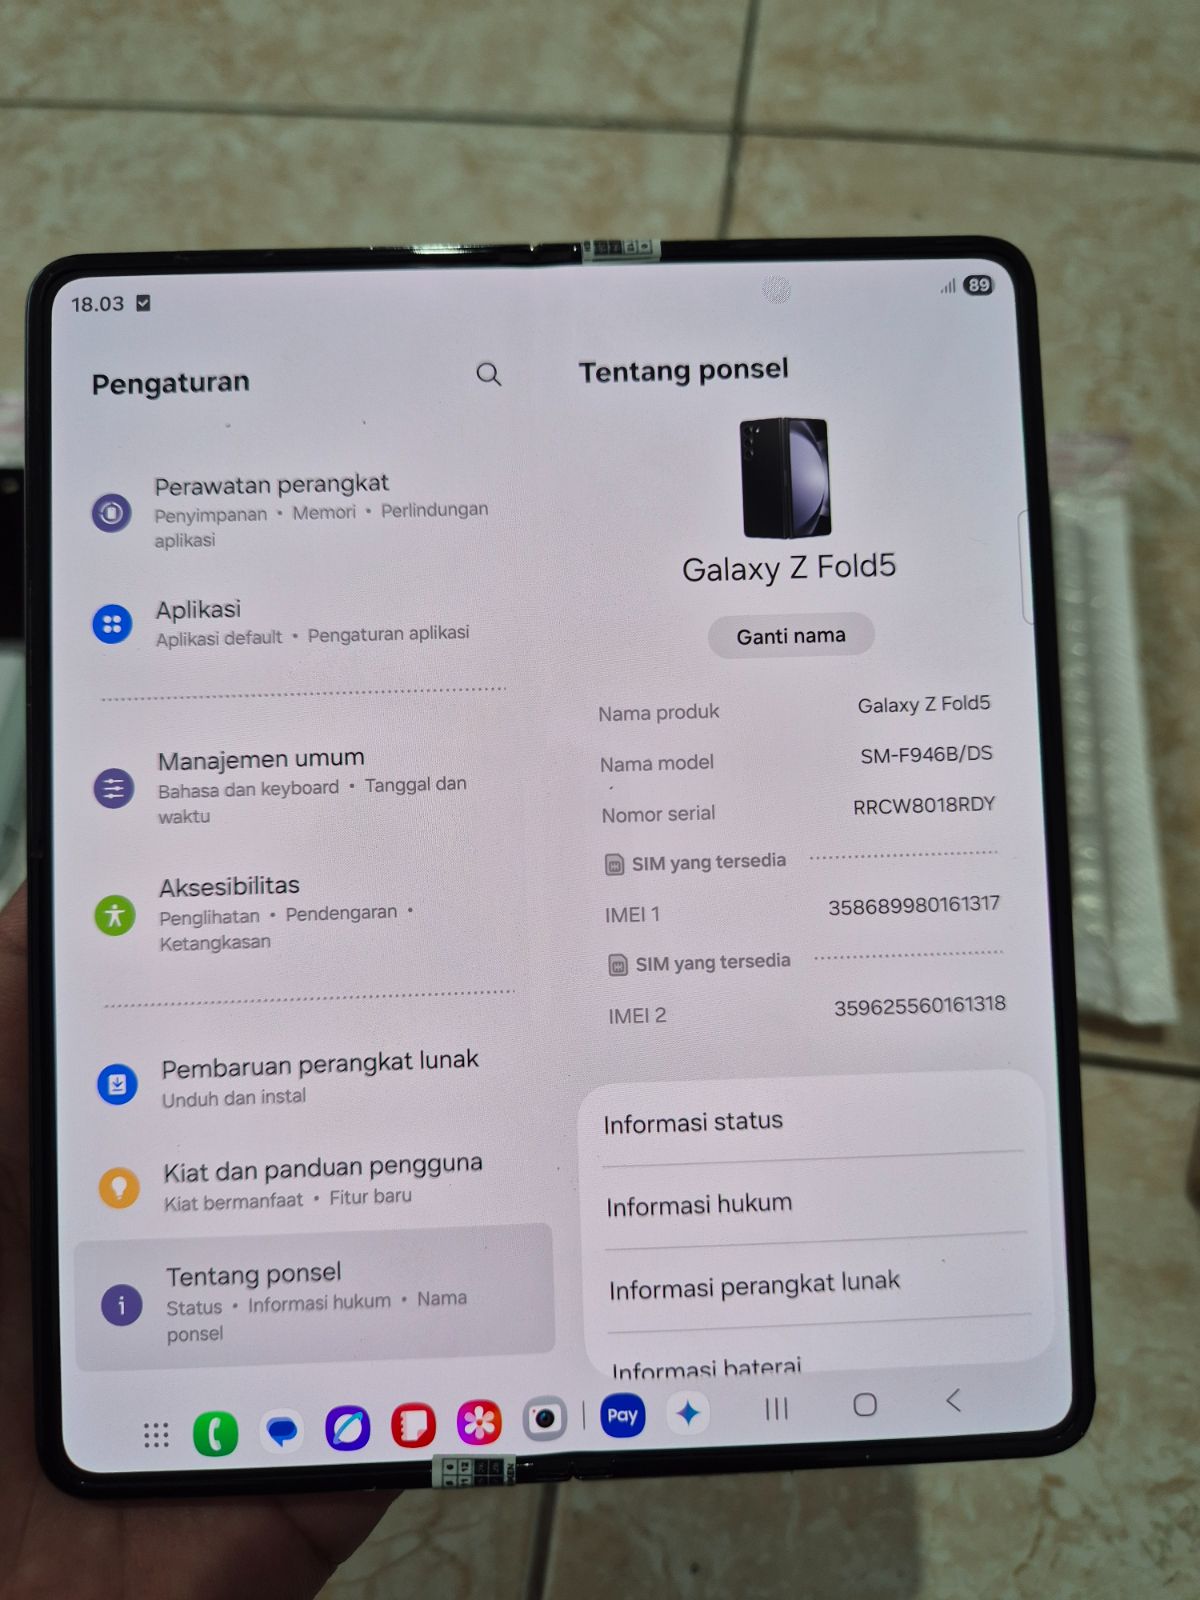 18.03
89
Pengaturan
Perawatan perangkat
Penyimpanan • Memori • Perlindungan
aplikasi
Aplikasi
Aplikasi default • Pengaturan aplikasi
Manajemen umum
Bahasa dan keyboard • Tanggal dan
waktu
Aksesibilitas
Penglihatan • Pendengaran •
Ketangkasan
Pembaruan perangkat lunak
Unduh dan instal
Kiat dan panduan pengguna
Kiat bermanfaat • Fitur baru
Tentang ponsel
Status • Informasi hukum • Nama
ponsel
Tentang ponsel
Galaxy Z Fold5
Ganti nama
Nama produk Galaxy Z Fold5
Nama model SM-F946B/DS
Nomor serial RRCW8018RDY
SIM yang tersedia
IMEI 1 358689980161317
SIM yang tersedia
IMEI 2 359625560161318
Informasi status
Informasi hukum
Informasi perangkat lunak
Informasi baterai
Pay